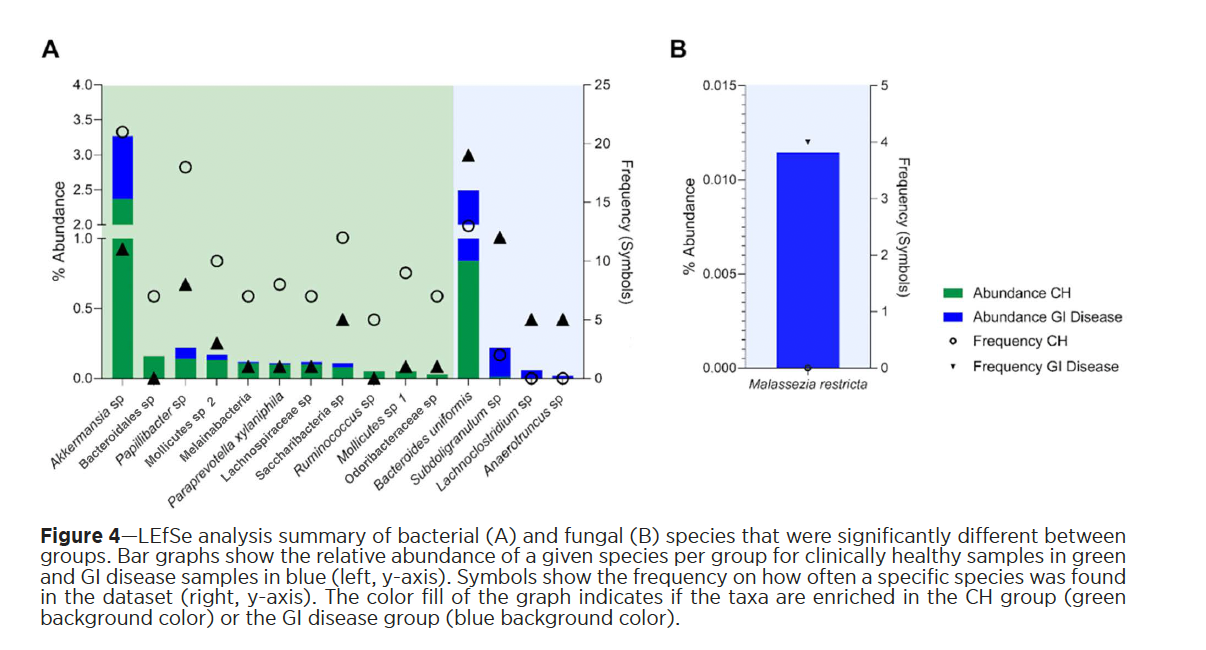 A
B
4.0
3.5
3.0
2.5
2.0
1.0
0.5
0.0
% Abundance
25
20
15
10
5
0
Frequency (Symbols)
Akkermansia sp
Bacteroidales sp
Papillibacter sp
Mollicutes sp 2
Melainabacteria
Paraprevotella xylaniphila
Lachnospiraceae sp
Saccharibacteria sp
Ruminococcus sp
Mollicutes sp 1
Odoribacteraceae sp
Bacteroides uniformis
Subdoligranulum sp
Lachnoclostridium sp
Anaerotruncus sp
0.015
0.010
0.005
0.000
% Abundance
5
4
3
2
1
0
Frequency (Symbols)
Malassezia restricta
Abundance CH
Abundance GI Disease
Frequency CH
Frequency GI Disease
Figure 4—LEfSe analysis summary of bacterial (A) and fungal (B) species that were significantly different between
groups. Bar graphs show the relative abundance of a given species per group for clinically healthy samples in green
and GI disease samples in blue (left, y-axis). Symbols show the frequency on how often a specific species was found
in the dataset (right, y-axis). The color fill of the graph indicates if the taxa are enriched in the CH group (green
background color) or the GI disease group (blue background color).